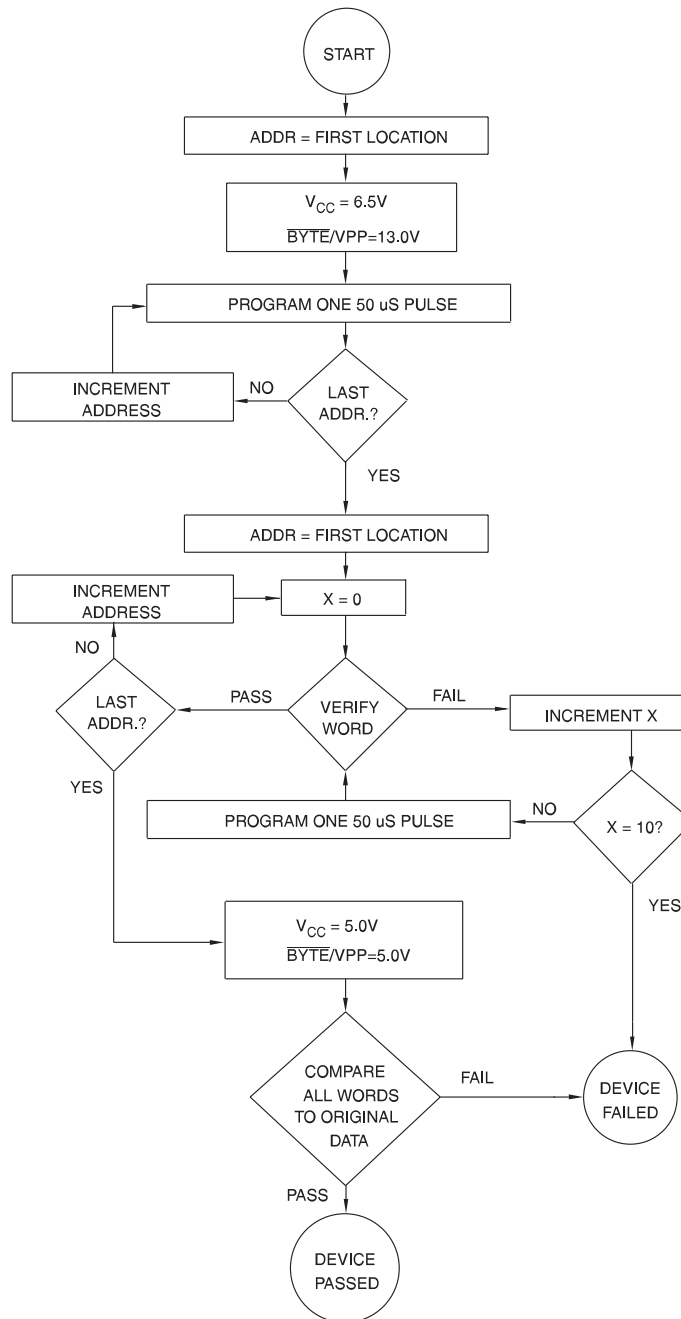 START
ADDR = FIRST LOCATION
VCC = 6.5V
BYTE/VPP=13.0V
PROGRAM ONE 50 uS PULSE
INCREMENT
ADDRESS
NO
LAST
ADDR.?
YES
ADDR = FIRST LOCATION
INCREMENT
ADDRESS
X = 0
NO
LAST
ADDR.?
PASS
VERIFY
WORD
FAIL
INCREMENT X
YES
PROGRAM ONE 50 uS PULSE
NO
X = 10?
YES
VCC = 5.0V
BYTE/VPP=5.0V
COMPARE
ALL WORDS
TO ORIGINAL
DATA
FAIL
DEVICE
FAILED
PASS
DEVICE
PASSED